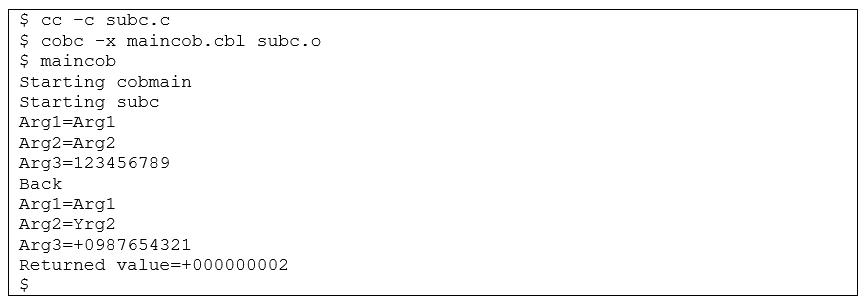 $ cc -c subc.c
$ cobc -x maincob.cbl subc.o
$ maincob
Starting cobmain
Starting subc
Arg1=Arg1
Arg2=Arg2
Arg3=123456789
Back
Arg1=Arg1
Arg2=Yrg2
Arg3=+0987654321
Returned value=+000000002
$